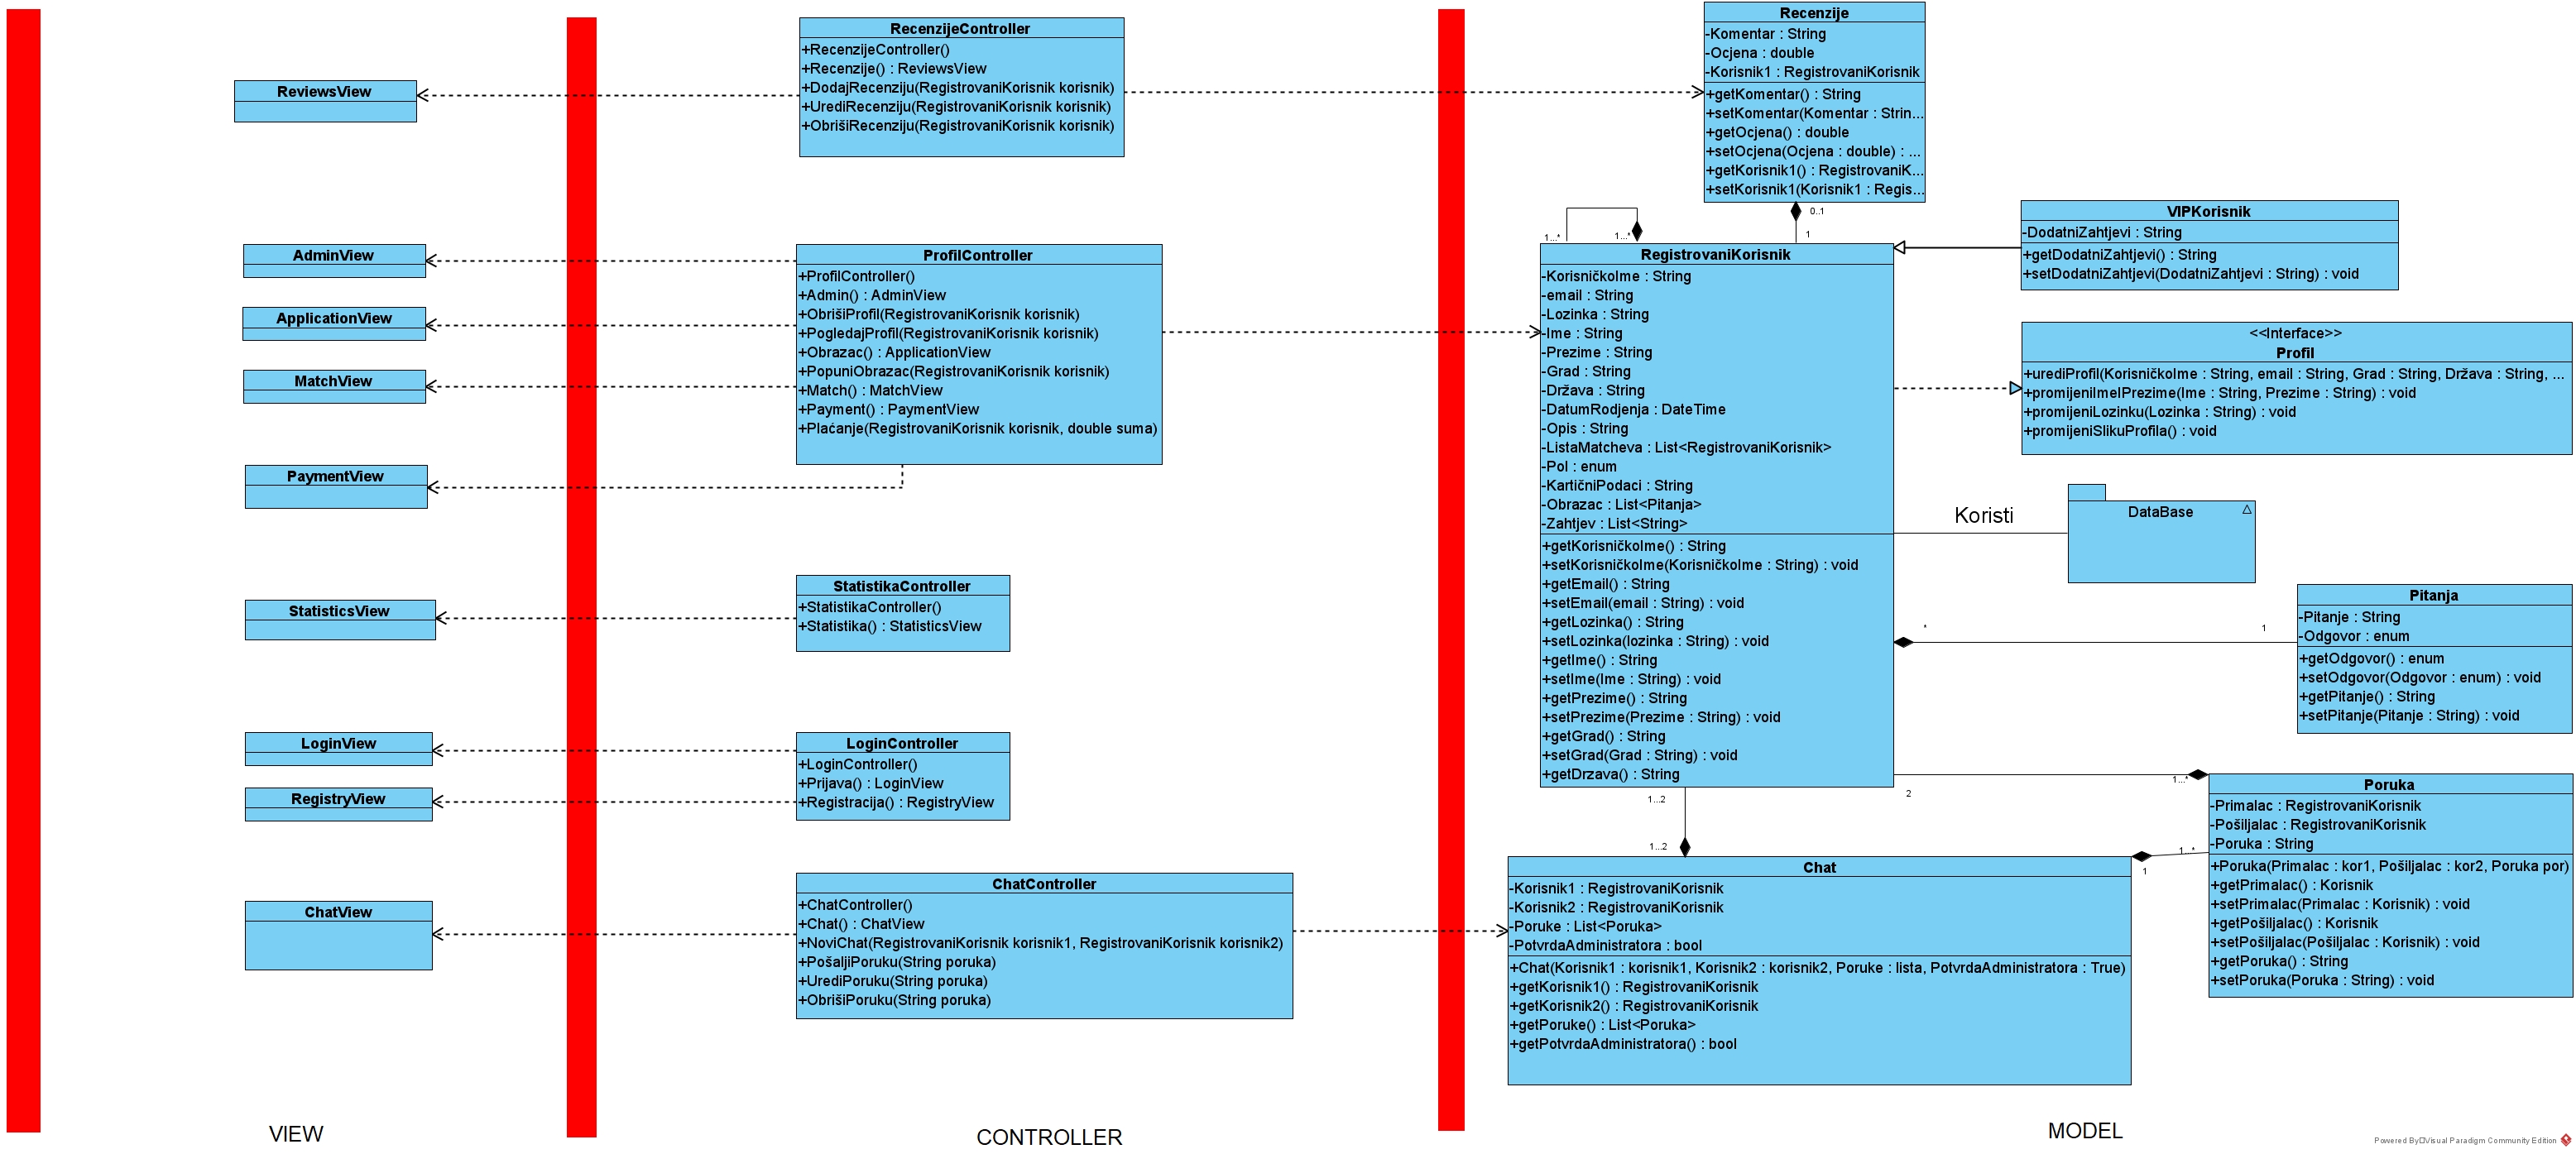 ReviewsView
AdminView
ApplicationView
MatchView
PaymentView
StatisticsView
LoginView
RegistryView
ChatView
VIEW
RecenzijeController
+RecenzijeController()
+Recenzije() : ReviewsView
+DodajRecenziju(RegistrovaniKorisnik korisnik)
+UrediRecenziju(RegistrovaniKorisnik korisnik)
+ObrišiRecenziju(RegistrovaniKorisnik korisnik)
ProfilController
+ProfilController()
+Admin() : AdminView
+ObrišiProfil(RegistrovaniKorisnik korisnik)
+PogledajProfil(RegistrovaniKorisnik korisnik)
+Obrazac() : ApplicationView
+PopuniObrazac(RegistrovaniKorisnik korisnik)
+Match() : MatchView
+Payment() : PaymentView
+Plaćanje(RegistrovaniKorisnik korisnik, double suma)
StatistikaController
+StatistikaController()
+Statistika() : StatisticsView
LoginController
+LoginController()
+Prijava() : LoginView
+Registracija() : RegistryView
ChatController
+ChatController()
+Chat() : ChatView
+NoviChat(RegistrovaniKorisnik korisnik1, RegistrovaniKorisnik korisnik2)
+PošaljiPoruku(String poruka)
+UrediPoruku(String poruka)
+ObrišiPoruku(String poruka)
CONTROLLER
Recenzije
-Komentar : String
-Ocjena : double
-Korisnik1 : RegistrovaniKorisnik
+getKomentar() : String
+setKomentar(Komentar : Strin...
+getOcjena() : double
+setOcjena(Ocjena : double) : ...
+getKorisnik1() : RegistrovaniK...
+setKorisnik1(Korisnik1 : Regis...
0..1
1
1...*
1...*
RegistrovaniKorisnik
-KorisničkoIme : String
-email : String
-Lozinka : String
-Ime : String
-Prezime : String
-Grad : String
-Država : String
-DatumRodjenja : DateTime
-Opis : String
-ListaMatcheva : List<RegistrovaniKorisnik>
-Pol : enum
-KartičniPodaci : String
-Obrazac : List<Pitanja>
-Zahtjev : List<String>
+getKorisničkoIme() : String
+setKorisničkoIme(KorisničkoIme : String) : void
+getEmail() : String
+setEmail(email : String) : void
+getLozinka() : String
+setLozinka(lozinka : String) : void
+getIme() : String
+setIme(Ime : String) : void
+getPrezime() : String
+setPrezime(Prezime : String) : void
+getGrad() : String
+setGrad(Grad : String) : void
+getDrzava() : String
VIPKorisnik
-DodatniZahtjevi : String
+getDodatniZahtjevi() : String
+setDodatniZahtjevi(DodatniZahtjevi : String) : void
<<Interface>>
Profil
+urediProfil(KorisničkoIme : String, email : String, Grad : String, Država : String, ...
+promijeniImeIPrezime(Ime : String, Prezime : String) : void
+promijeniLozinku(Lozinka : String) : void
+promijeniSlikuProfila() : void
Koristi
DataBase
*
1
Pitanja
-Pitanje : String
-Odgovor : enum
+getOdgovor() : enum
+setOdgovor(Odgovor : enum) : void
+getPitanje() : String
+setPitanje(Pitanje : String) : void
1...*
2
Poruka
-Primalac : RegistrovaniKorisnik
-Pošiljalac : RegistrovaniKorisnik
-Poruka : String
+Poruka(Primalac : kor1, Pošiljalac : kor2, Poruka por)
+getPrimalac() : Korisnik
+setPrimalac(Primalac : Korisnik) : void
+getPošiljalac() : Korisnik
+setPošiljalac(Pošiljalac : Korisnik) : void
+getPoruka() : String
+setPoruka(Poruka : String) : void
1...2
1...2
1...*
1
Chat
-Korisnik1 : RegistrovaniKorisnik
-Korisnik2 : RegistrovaniKorisnik
-Poruke : List<Poruka>
-PotvrdaAdministratora : bool
+Chat(Korisnik1 : korisnik1, Korisnik2 : korisnik2, Poruke : lista, PotvrdaAdministratora : True)
+getKorisnik1() : RegistrovaniKorisnik
+getKorisnik2() : RegistrovaniKorisnik
+getPoruke() : List<Poruka>
+getPotvrdaAdministratora() : bool
MODEL
Powered By Visual Paradigm Community Edition